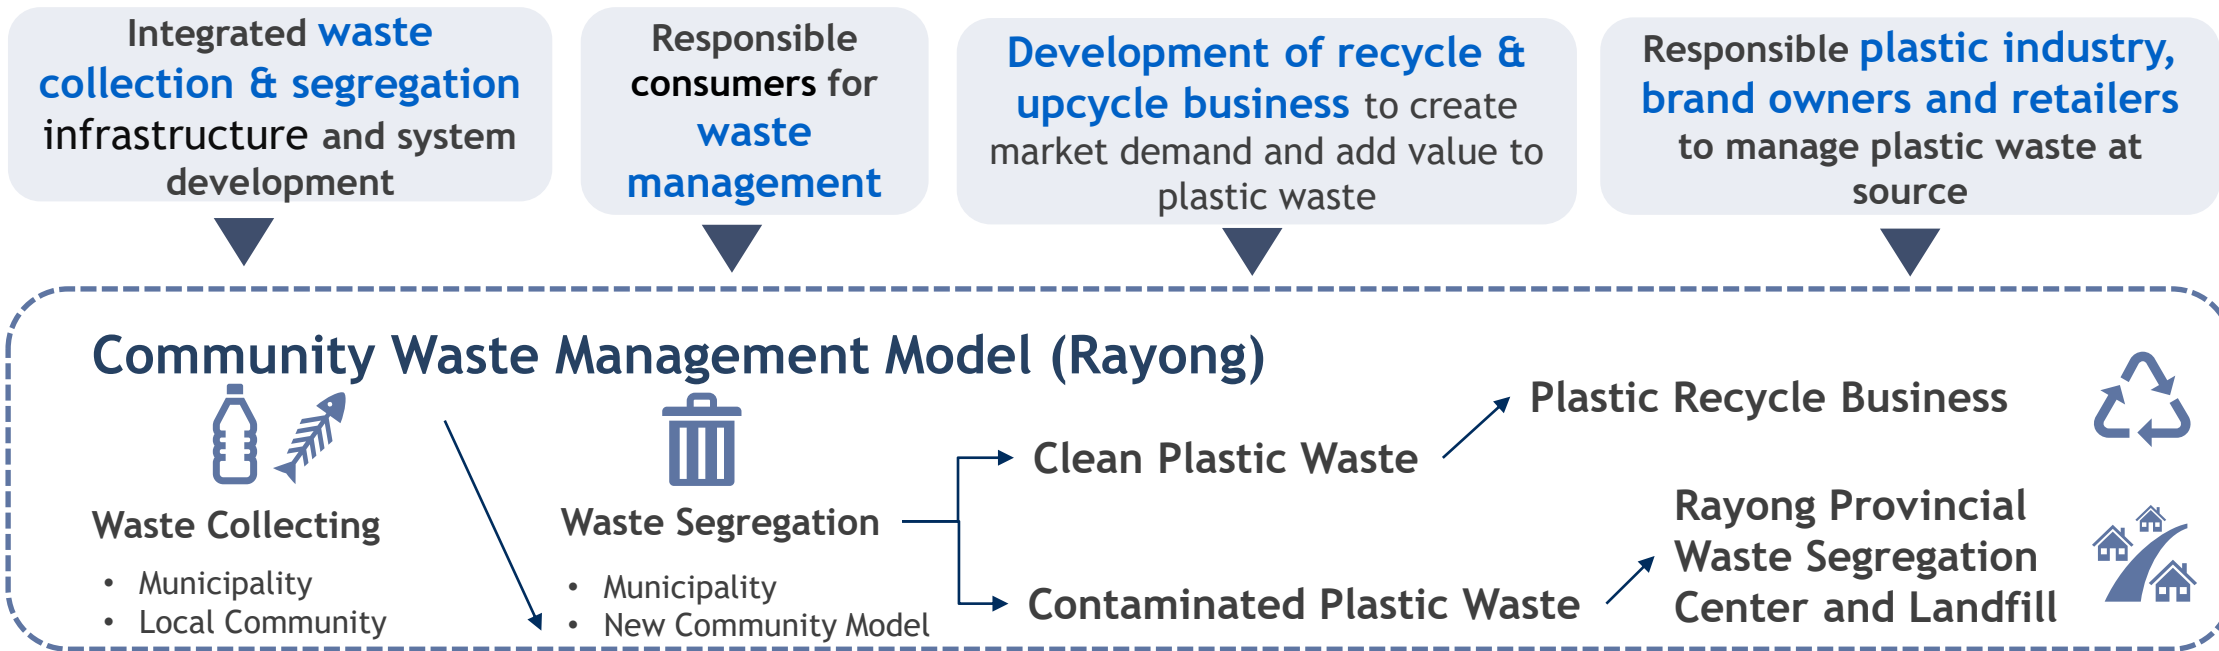 Integrated waste
collection & segregation
infrastructure and system
development
Responsible
consumers for
waste
management
Development of recycle &
upcycle business to create
market demand and add value to
plastic waste
Responsible plastic industry,
brand owners and retailers
to manage plastic waste at
source
Community Waste Management Model (Rayong)
Waste Collecting
• Municipality
• Local Community
Waste Segregation
• Municipality
• New Community Model
Clean Plastic Waste
Contaminated Plastic Waste
Plastic Recycle Business
Rayong Provincial
Waste Segregation
Center and Landfill